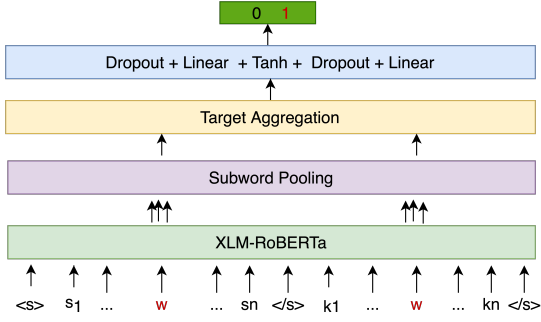 0 1
Dropout + Linear + Tanh + Dropout + Linear
Target Aggregation
Subword Pooling
XLM-RoBERTa
<s> s1 ... w ... sn </s> k1 ... w ... kn </s>